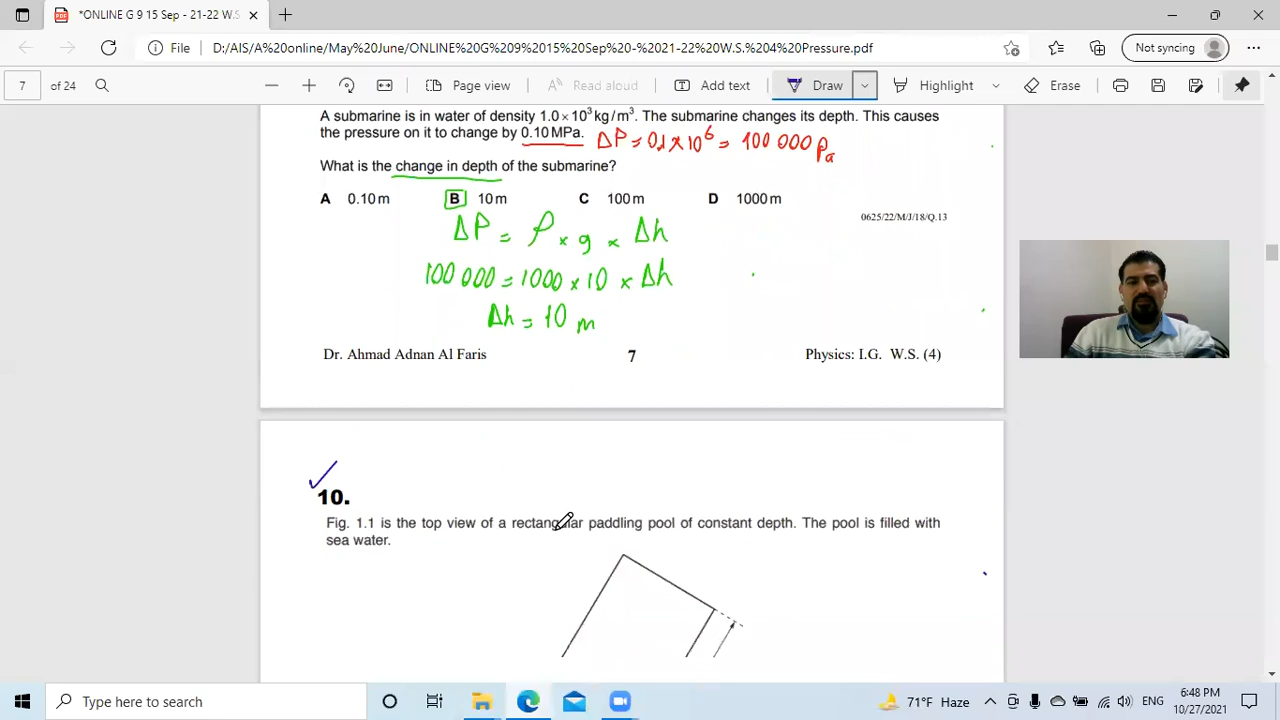 *ONLINE G 9 15 Sep - 21-22 W.S
File D:/AIS/A%20online/May%20June/ONLINE%20G%209%2015%20Sep%20-%2021-22%20W.S.%204%20Pressure.pdf
Not syncing
7 of 24
Page view
Read aloud
Add text
Draw
Highlight
Erase
A submarine is in water of density 1.0 × 10³ kg/m³. The submarine changes its depth. This causes
the pressure on it to change by 0.10 MPa. ΔP = 0.1 × 10⁶ = 100 000 Pa
What is the change in depth of the submarine?
A 0.10 m B 10 m C 100 m D 1000 m
0625/22/M/J/18/Q.13
ΔP = ρ × g × Δh
100 000 = 1000 × 10 × Δh
Δh = 10 m
Dr. Ahmad Adnan Al Faris 7 Physics: I.G. W.S. (4)
10.
Fig. 1.1 is the top view of a rectangular paddling pool of constant depth. The pool is filled with
sea water.
Type here to search
71°F Haze
ENG
6:48 PM
10/27/2021